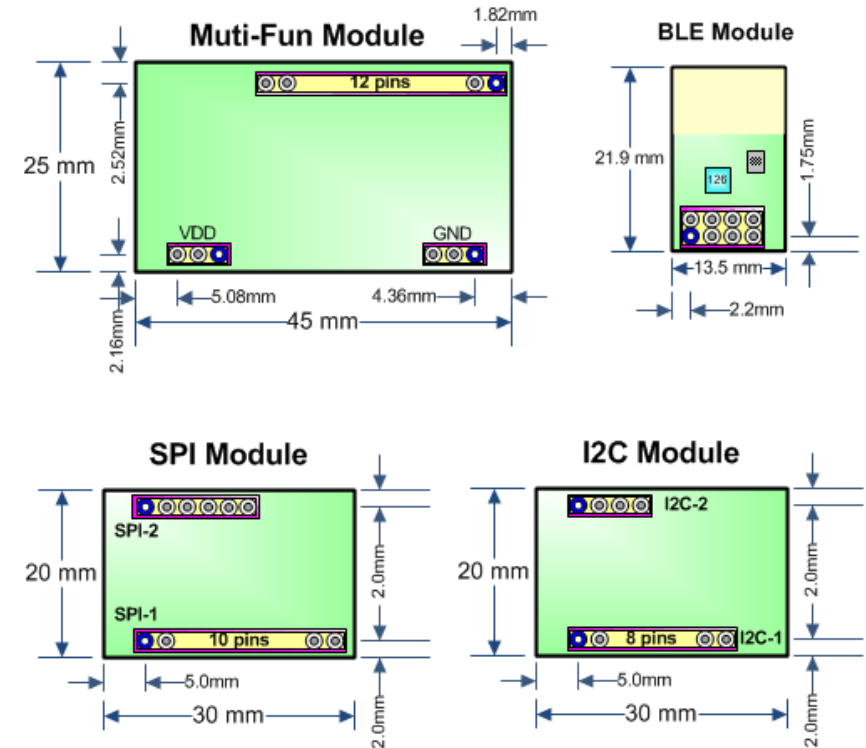 Muti-Fun Module
1.82mm
12 pins
25 mm
2.52mm
VDD
GND
5.08mm
4.36mm
45 mm
2.16mm
BLE Module
21.9 mm
1.75mm
126
13.5 mm
2.2mm
SPI Module
SPI-2
20 mm
2.0mm
SPI-1
10 pins
5.0mm
30 mm
2.0mm
I2C Module
I2C-2
20 mm
2.0mm
8 pins
I2C-1
5.0mm
30 mm
2.0mm